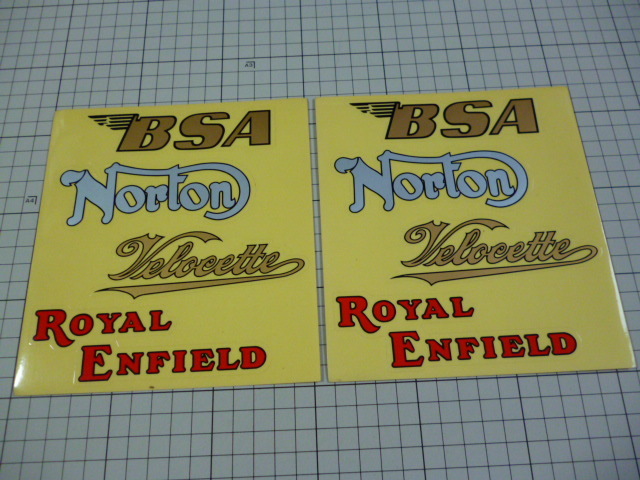 BSA
Norton
Velocette
ROYAL
ENFIELD
BSA
Norton
Velocette
ROYAL
ENFIELD